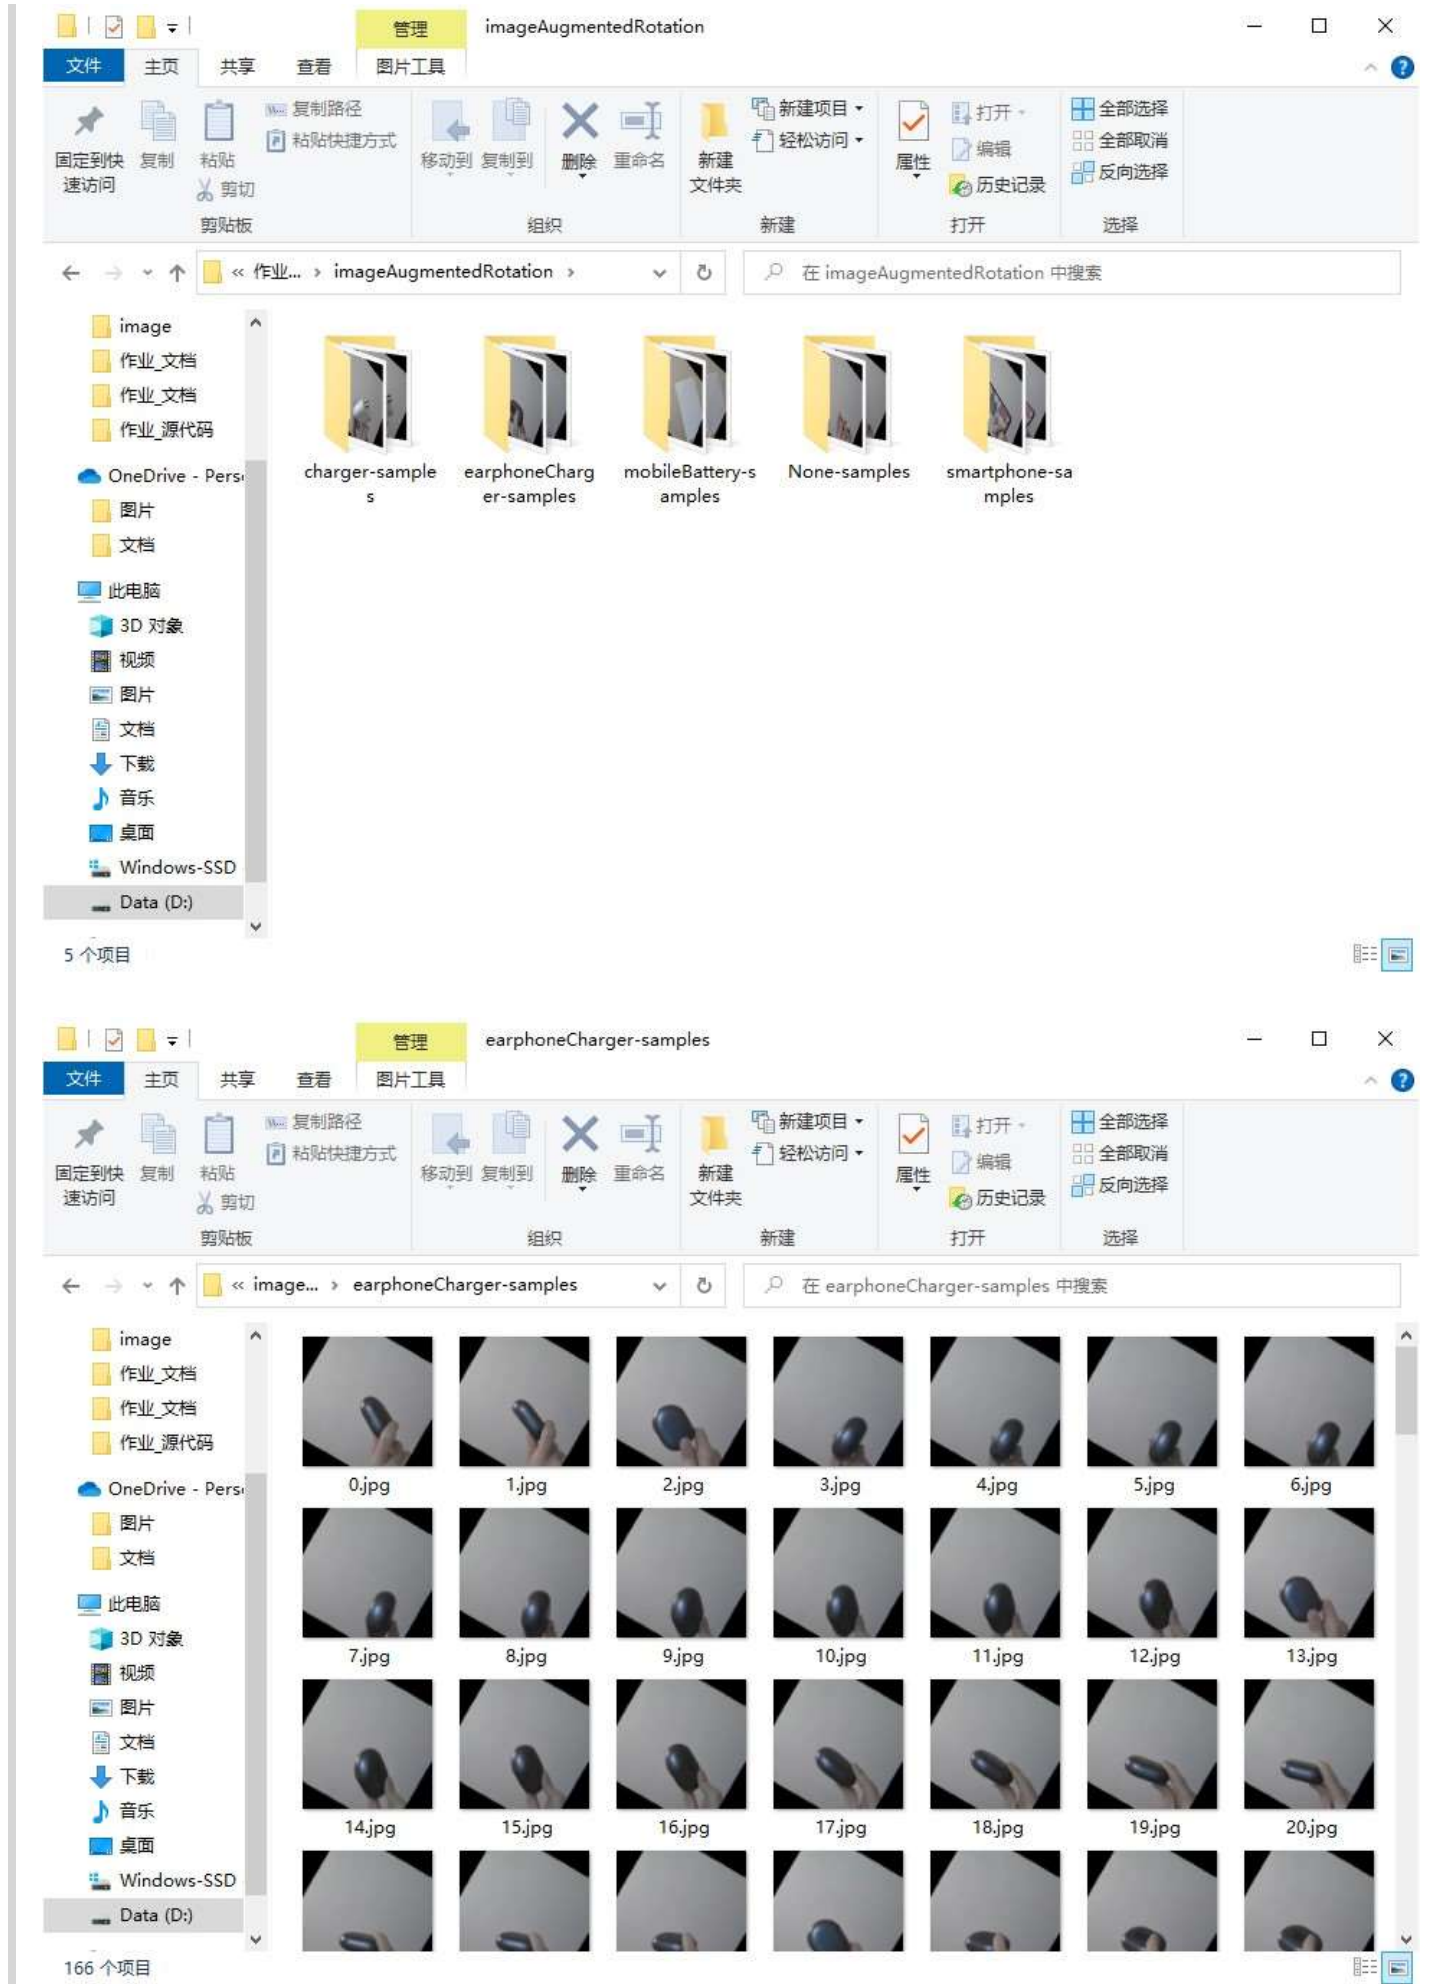 管理 imageAugmentedRotation
文件 主页 共享 查看 图片工具
复制路径 新建项目 打开 全部选择
粘贴快捷方式 轻松访问 编辑 全部取消
固定到快速访问 复制 粘贴 移动到 复制到 删除 重命名 新建文件夹 属性 历史记录 反向选择
剪切
剪贴板 组织 新建 打开 选择
« 作业... › imageAugmentedRotation › 在 imageAugmentedRotation 中搜索
image
作业_文档
作业_文档
作业_源代码
OneDrive - Pers
图片
文档
此电脑
3D 对象
视频
图片
文档
下载
音乐
桌面
Windows-SSD
Data (D:)
charger-samples
earphoneCharger-samples
mobileBattery-samples
None-samples
smartphone-samples
5 个项目
管理 earphoneCharger-samples
文件 主页 共享 查看 图片工具
复制路径 新建项目 打开 全部选择
粘贴快捷方式 轻松访问 编辑 全部取消
固定到快速访问 复制 粘贴 移动到 复制到 删除 重命名 新建文件夹 属性 历史记录 反向选择
剪切
剪贴板 组织 新建 打开 选择
« image... › earphoneCharger-samples 在 earphoneCharger-samples 中搜索
image
作业_文档
作业_文档
作业_源代码
OneDrive - Pers
图片
文档
此电脑
3D 对象
视频
图片
文档
下载
音乐
桌面
Windows-SSD
Data (D:)
0.jpg 1.jpg 2.jpg 3.jpg 4.jpg 5.jpg 6.jpg
7.jpg 8.jpg 9.jpg 10.jpg 11.jpg 12.jpg 13.jpg
14.jpg 15.jpg 16.jpg 17.jpg 18.jpg 19.jpg 20.jpg
166 个项目